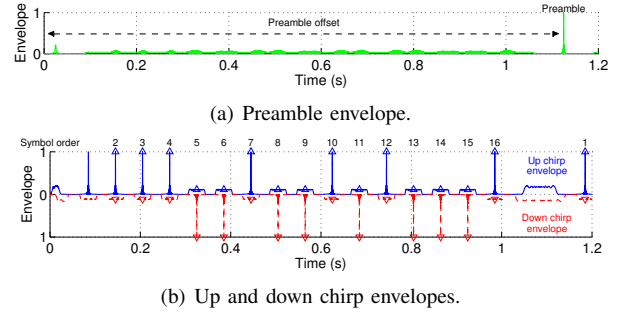 Preamble
1
Envelope
Preamble offset
0
0 0.2 0.4 0.6 0.8 1 1.2
Time (s)
(a) Preamble envelope.
Symbol order 2 3 4 5 6 7 8 9 10 11 12 13 14 15 16 1
1
Up chirp
envelope
Envelope
0
Down chirp
envelope
1
0 0.2 0.4 0.6 0.8 1 1.2
Time (s)
(b) Up and down chirp envelopes.